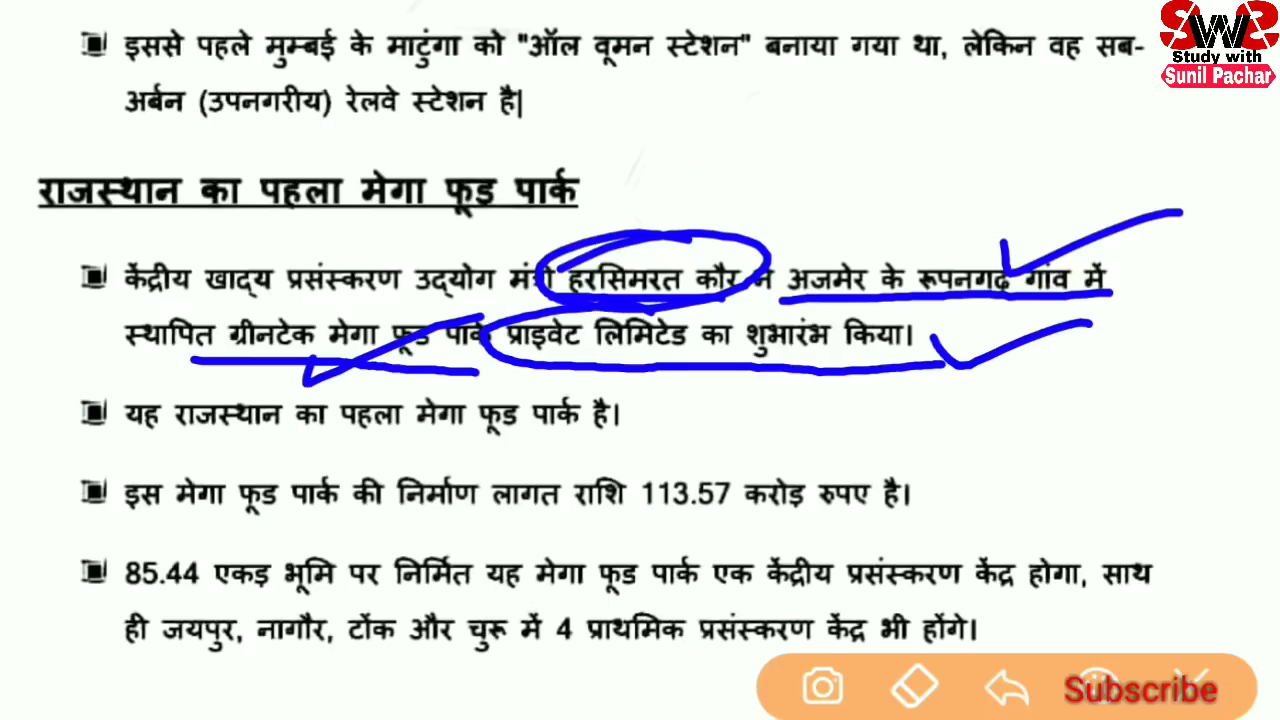 SWS
Study with
Sunil Pachar
इससे पहले मुम्बई के माटुंगा को "ऑल वूमन स्टेशन" बनाया गया था, लेकिन वह सब-
अर्बन (उपनगरीय) रेलवे स्टेशन है|
राजस्थान का पहला मेगा फूड पार्क
केंद्रीय खाद्य प्रसंस्करण उद्योग मंत्री हरसिमरत कौर ने अजमेर के रूपनगढ़ गांव में
स्थापित ग्रीनटेक मेगा फूड पार्क प्राइवेट लिमिटेड का शुभारंभ किया।
यह राजस्थान का पहला मेगा फूड पार्क है।
इस मेगा फूड पार्क की निर्माण लागत राशि 113.57 करोड़ रुपए है।
85.44 एकड़ भूमि पर निर्मित यह मेगा फूड पार्क एक केंद्रीय प्रसंस्करण केंद्र होगा, साथ
ही जयपुर, नागौर, टोंक और चुरू में 4 प्राथमिक प्रसंस्करण केंद्र भी होंगे।
Subscribe